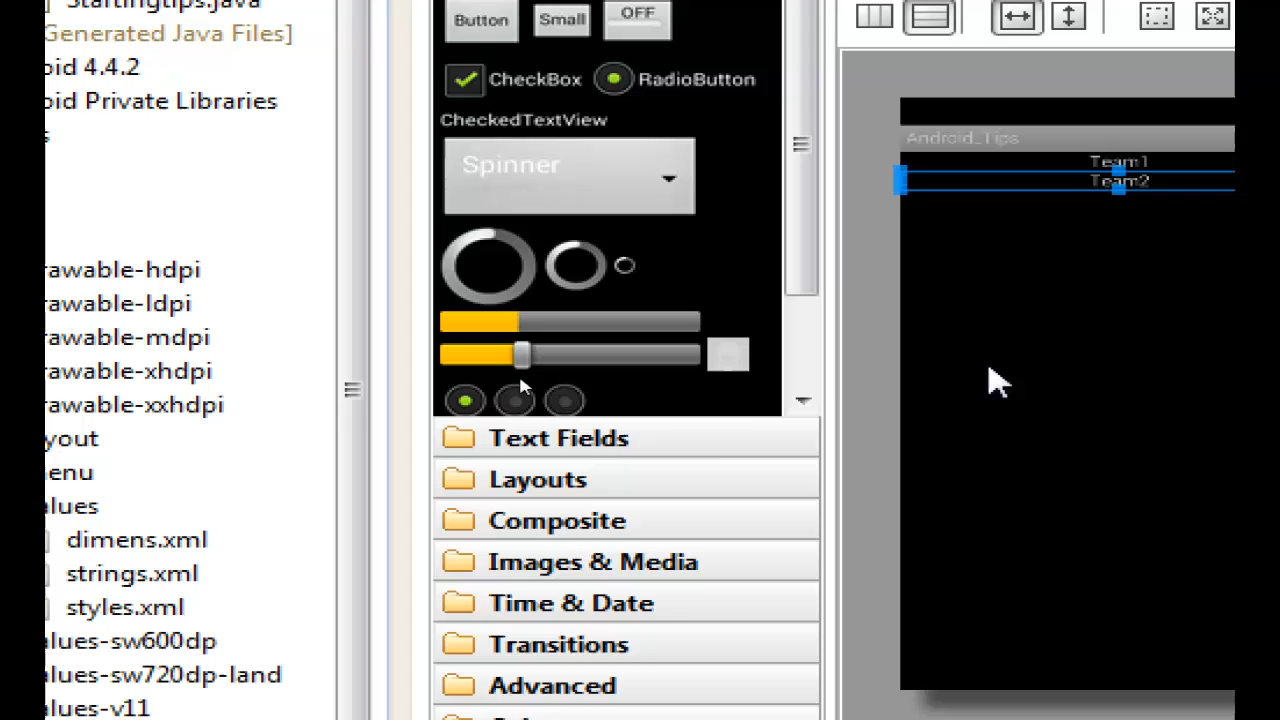 Startingtips.java
Generated Java Files]
oid 4.4.2
oid Private Libraries
s
rawable-hdpi
rawable-ldpi
rawable-mdpi
rawable-xhdpi
rawable-xxhdpi
yout
enu
alues
dimens.xml
strings.xml
styles.xml
alues-sw600dp
alues-sw720dp-land
alues-v11
Button Small OFF
CheckBox RadioButton
CheckedTextView
Spinner
Text Fields
Layouts
Composite
Images & Media
Time & Date
Transitions
Advanced
Android_Tips
Team1
Team2